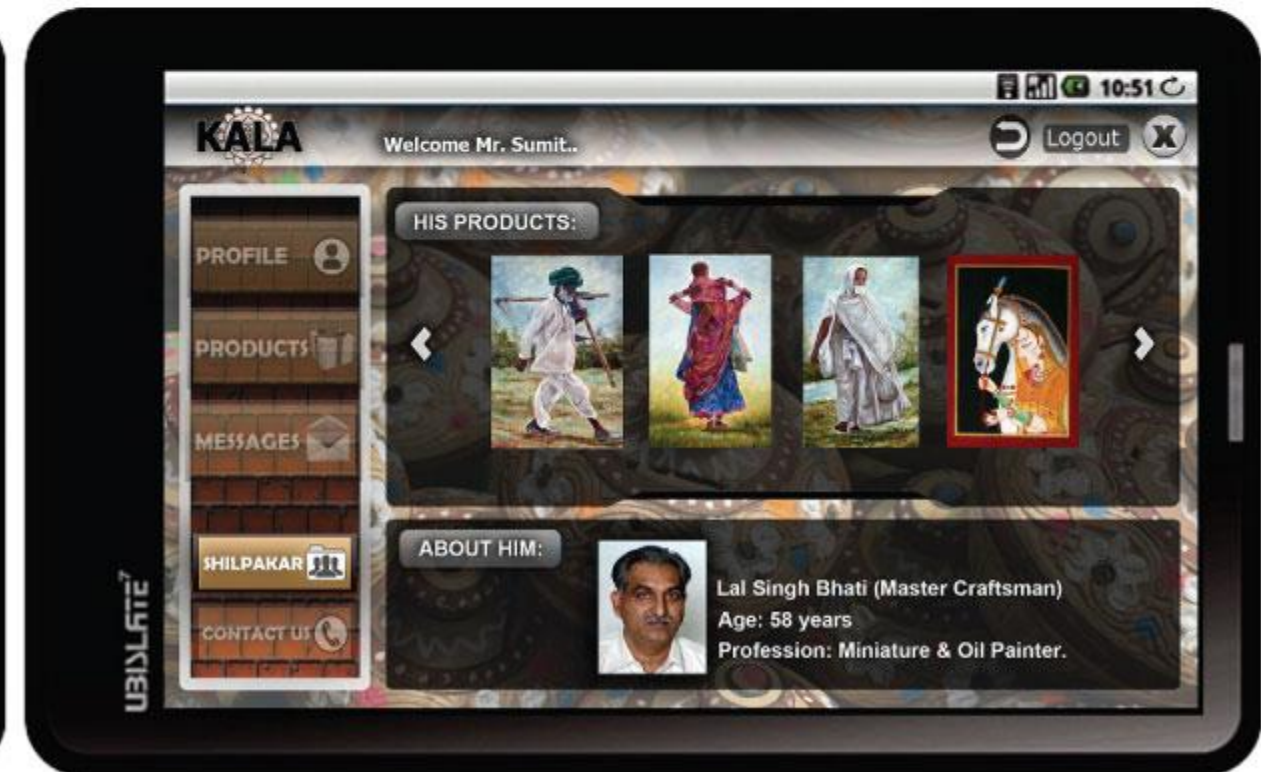 10:51
KALA
Welcome Mr. Sumit..
Logout
X
PROFILE
PRODUCTS
MESSAGES
SHILPAKAR
CONTACT US
HIS PRODUCTS:
ABOUT HIM:
Lal Singh Bhati (Master Craftsman)
Age: 58 years
Profession: Miniature & Oil Painter.
UBISLATE7